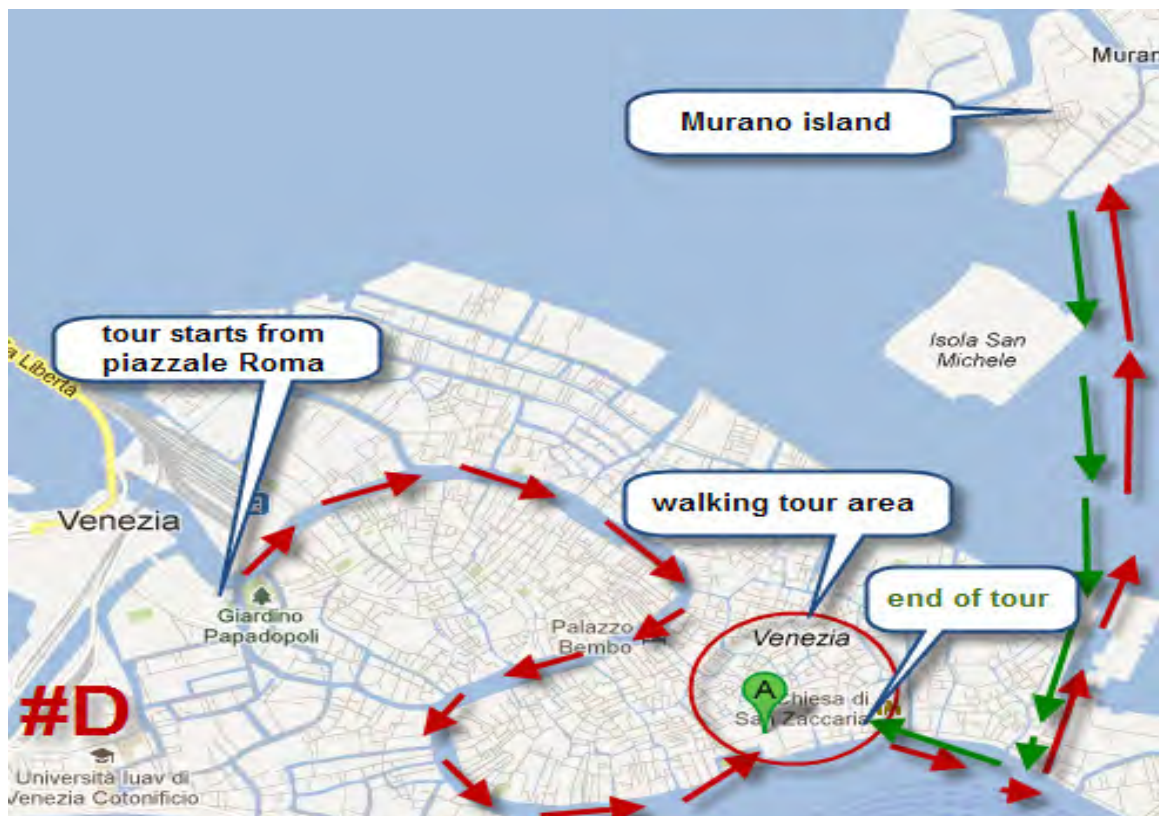 Muran
Murano island
tour starts from
piazzale Roma
Isola San
Michele
a Libertà
walking tour area
Venezia
end of tour
Giardino
Papadopoli
Palazzo
Bembo
Venezia
A
Chiesa di
San Zaccaria
#D
Università Iuav di
Venezia Cotonificio